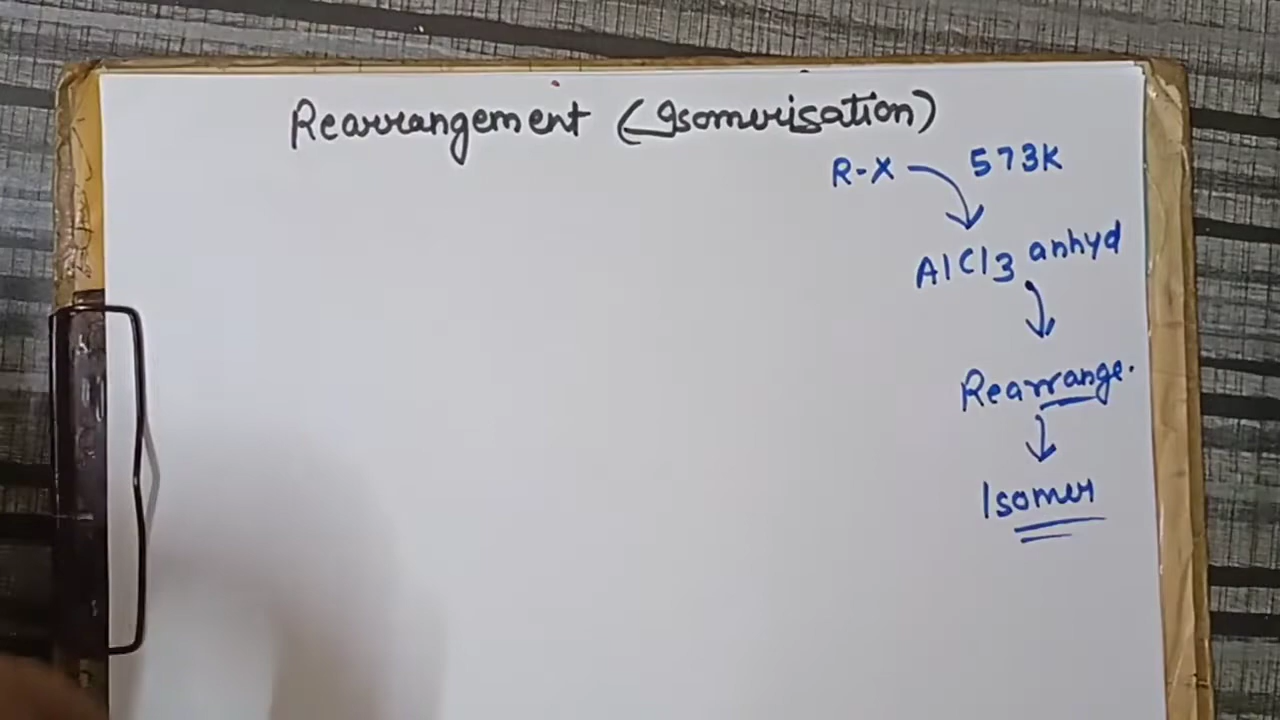 Rearrangement (Isomerisation)
R-X 573K
AlCl3 anhyd
Rearrange.
Isomer